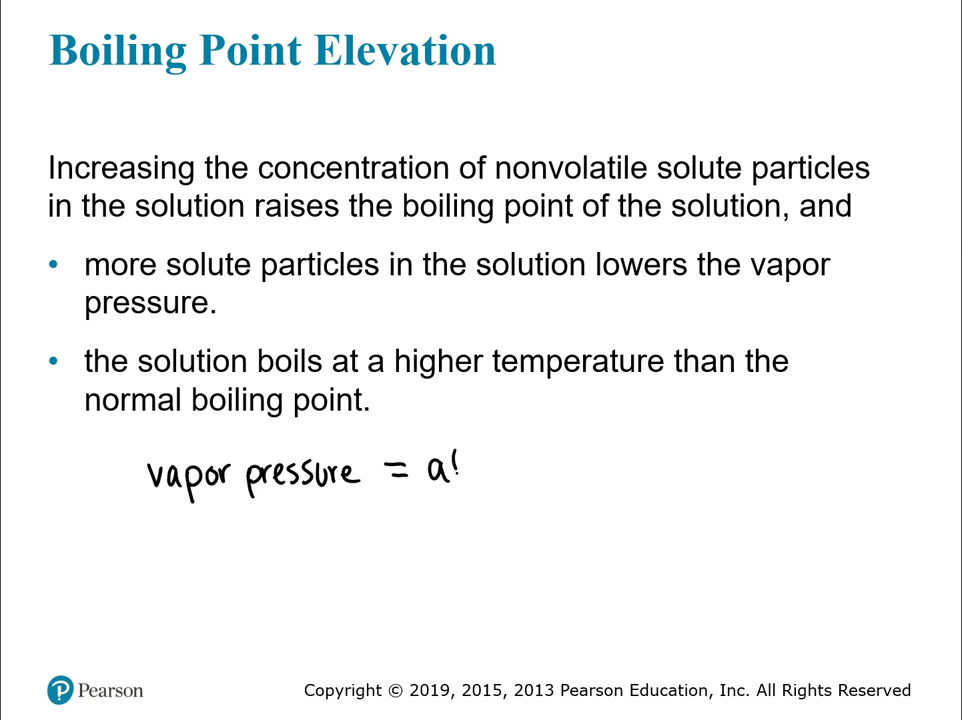 Boiling Point Elevation
Increasing the concentration of nonvolatile solute particles
in the solution raises the boiling point of the solution, and
• more solute particles in the solution lowers the vapor
pressure.
• the solution boils at a higher temperature than the
normal boiling point.
vapor pressure = a
Pearson
Copyright © 2019, 2015, 2013 Pearson Education, Inc. All Rights Reserved